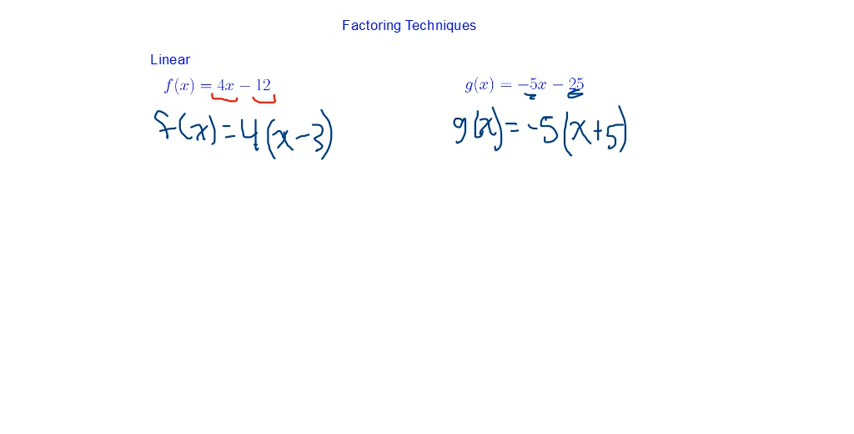 Factoring Techniques
Linear
f(x) = 4x − 12
g(x) = −5x − 25
f(x) = 4(x − 3)
g(x) = -5(x + 5)